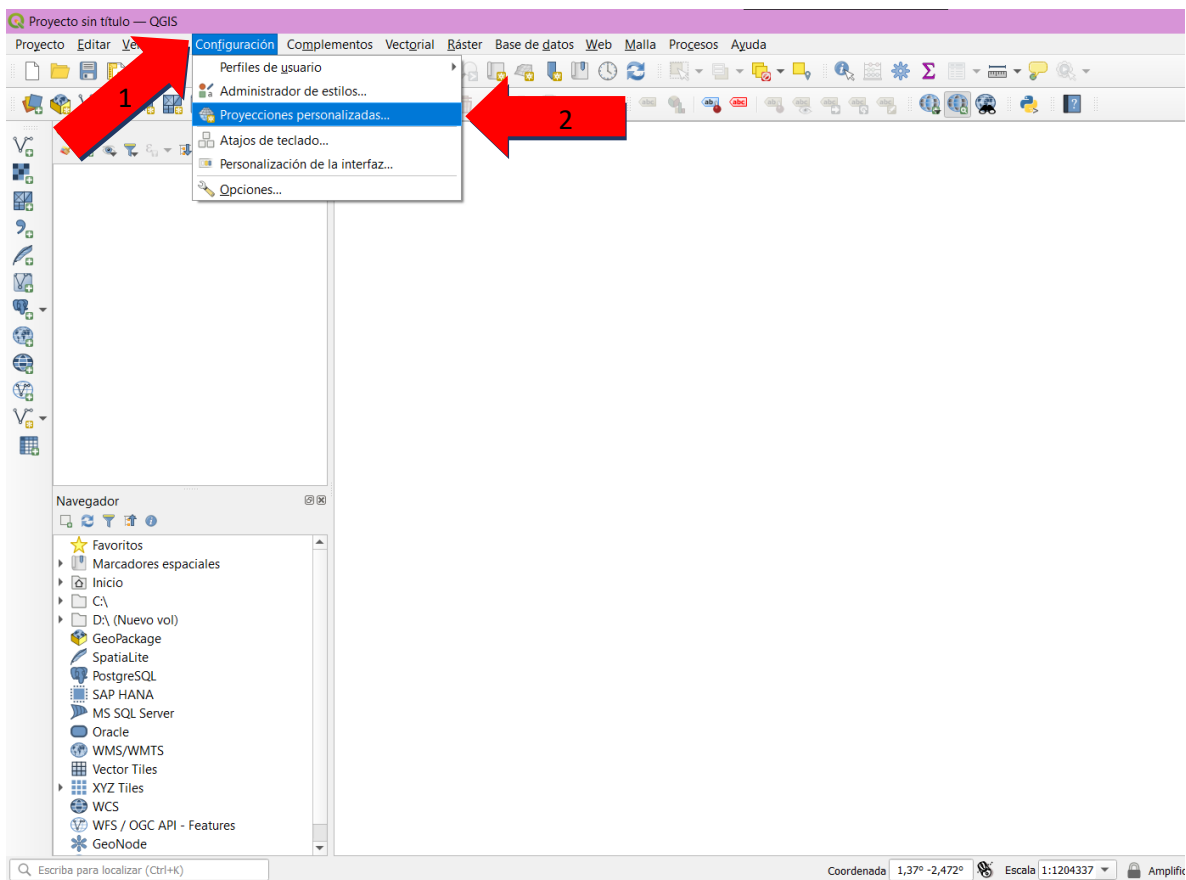 Proyecto sin título — QGIS
Proyecto Editar Configuración Complementos Vectorial Ráster Base de datos Web Malla Procesos Ayuda
Perfiles de usuario
Administrador de estilos...
1
Proyecciones personalizadas...
2
Atajos de teclado...
Personalización de la interfaz...
Opciones...
Navegador
Favoritos
Marcadores espaciales
Inicio
C:\
D:\ (Nuevo vol)
GeoPackage
SpatiaLite
PostgreSQL
SAP HANA
MS SQL Server
Oracle
WMS/WMTS
Vector Tiles
XYZ Tiles
WCS
WFS / OGC API - Features
GeoNode
Escriba para localizar (Ctrl+K) Coordenada 1,37° -2,472° Escala 1:1204337 Amplific